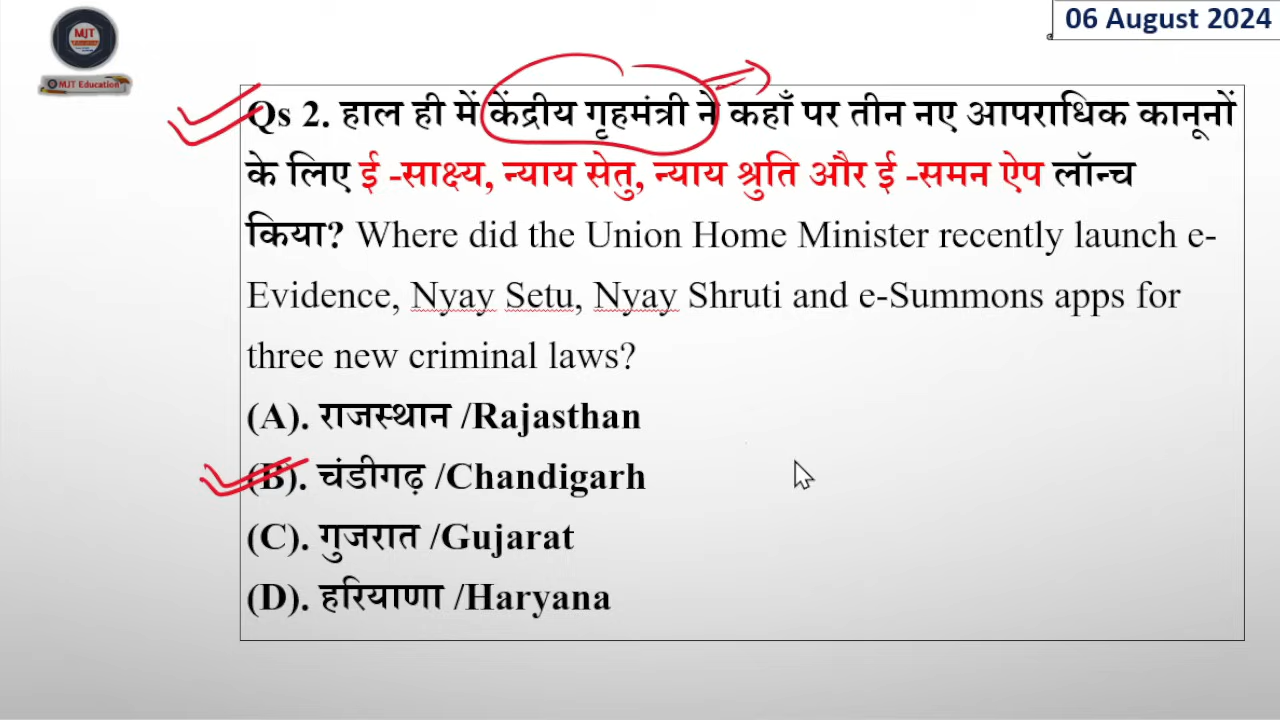 06 August 2024
MJT
MJT Education
Qs 2. हाल ही में केंद्रीय गृहमंत्री ने कहाँ पर तीन नए आपराधिक कानूनों
के लिए ई -साक्ष्य, न्याय सेतु, न्याय श्रुति और ई -समन ऐप लॉन्च
किया? Where did the Union Home Minister recently launch e-
Evidence, Nyay Setu, Nyay Shruti and e-Summons apps for
three new criminal laws?
(A). राजस्थान /Rajasthan
(B). चंडीगढ़ /Chandigarh
(C). गुजरात /Gujarat
(D). हरियाणा /Haryana